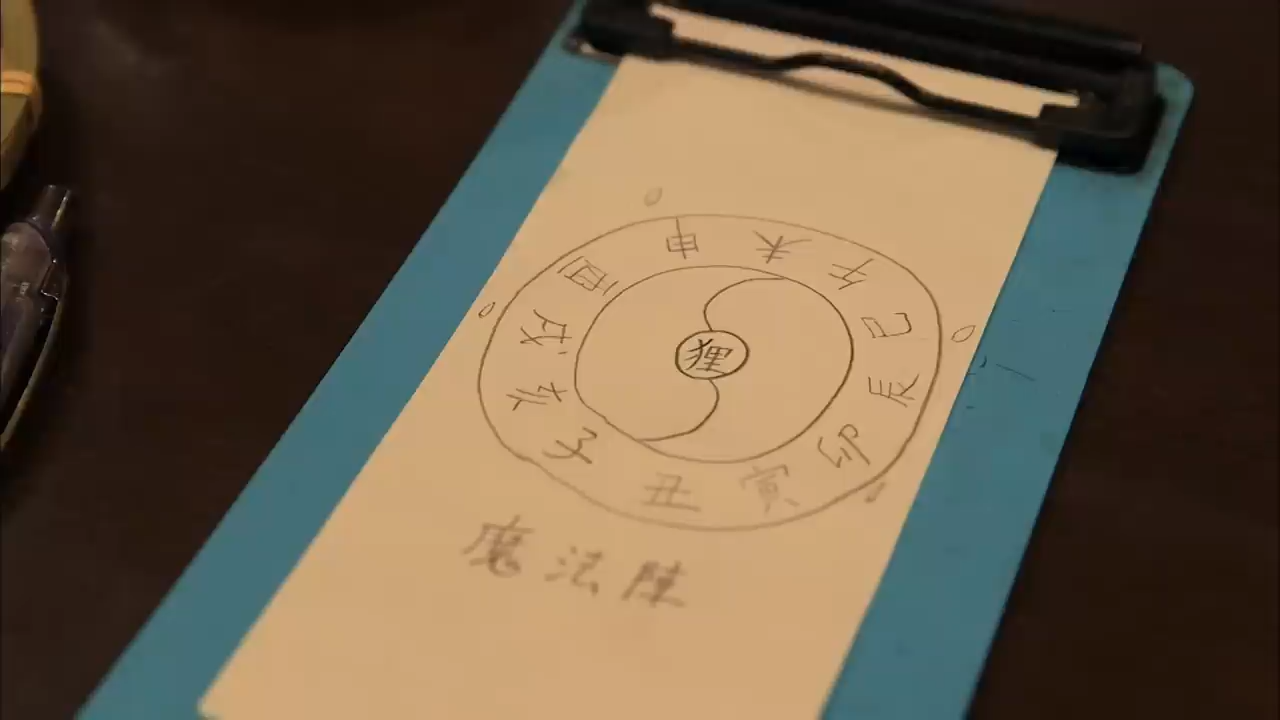 申 未 午 巳 辰 卯 寅 丑 子 亥 戌 酉
狸
魔法陣